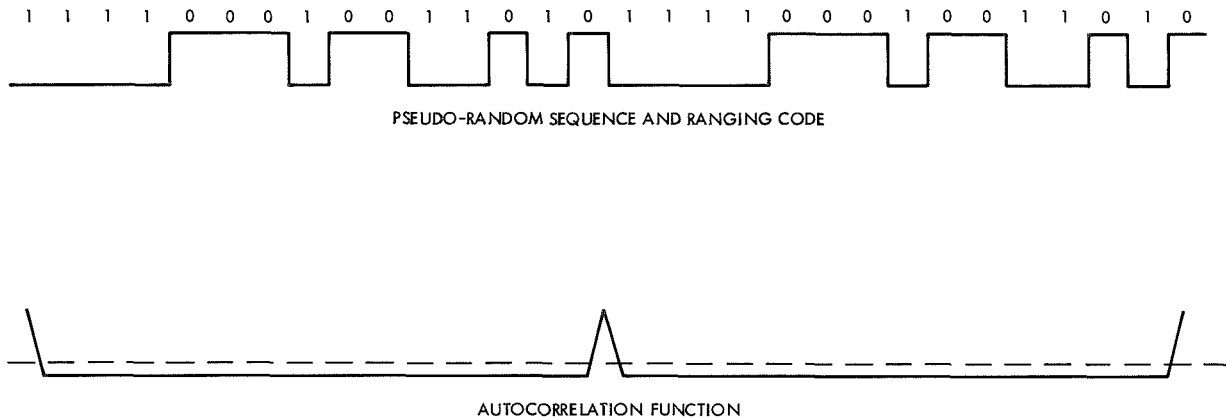 1 1 1 1 0 0 0 1 0 0 1 1 0 1 0 1 1 1 1 0 0 0 1 0 0 1 1 0 1 0
PSEUDO-RANDOM SEQUENCE AND RANGING CODE
AUTOCORRELATION FUNCTION